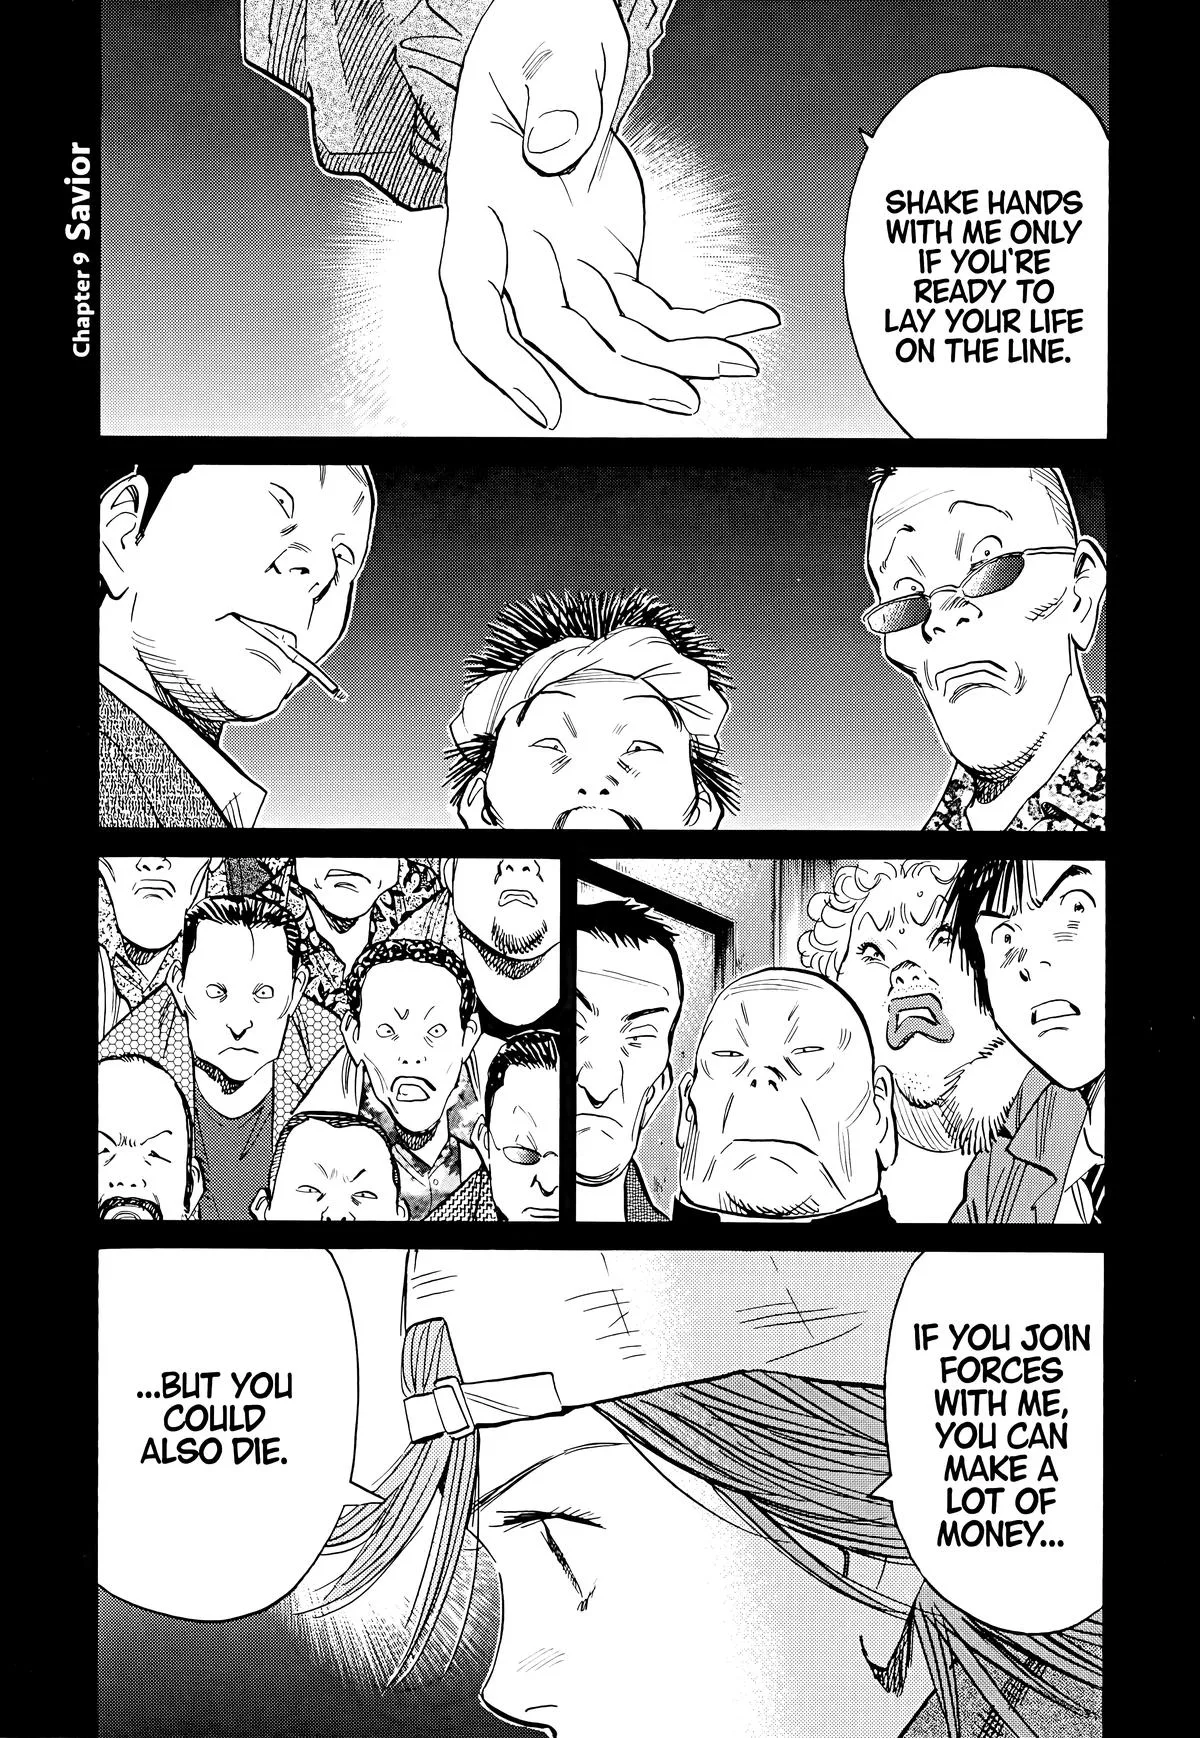 Chapter 9 Savior
SHAKE HANDS
WITH ME ONLY
IF YOU'RE
READY TO
LAY YOUR LIFE
ON THE LINE.
IF YOU JOIN
FORCES
WITH ME,
YOU CAN
MAKE A
LOT OF
MONEY...
...BUT YOU
COULD
ALSO DIE.